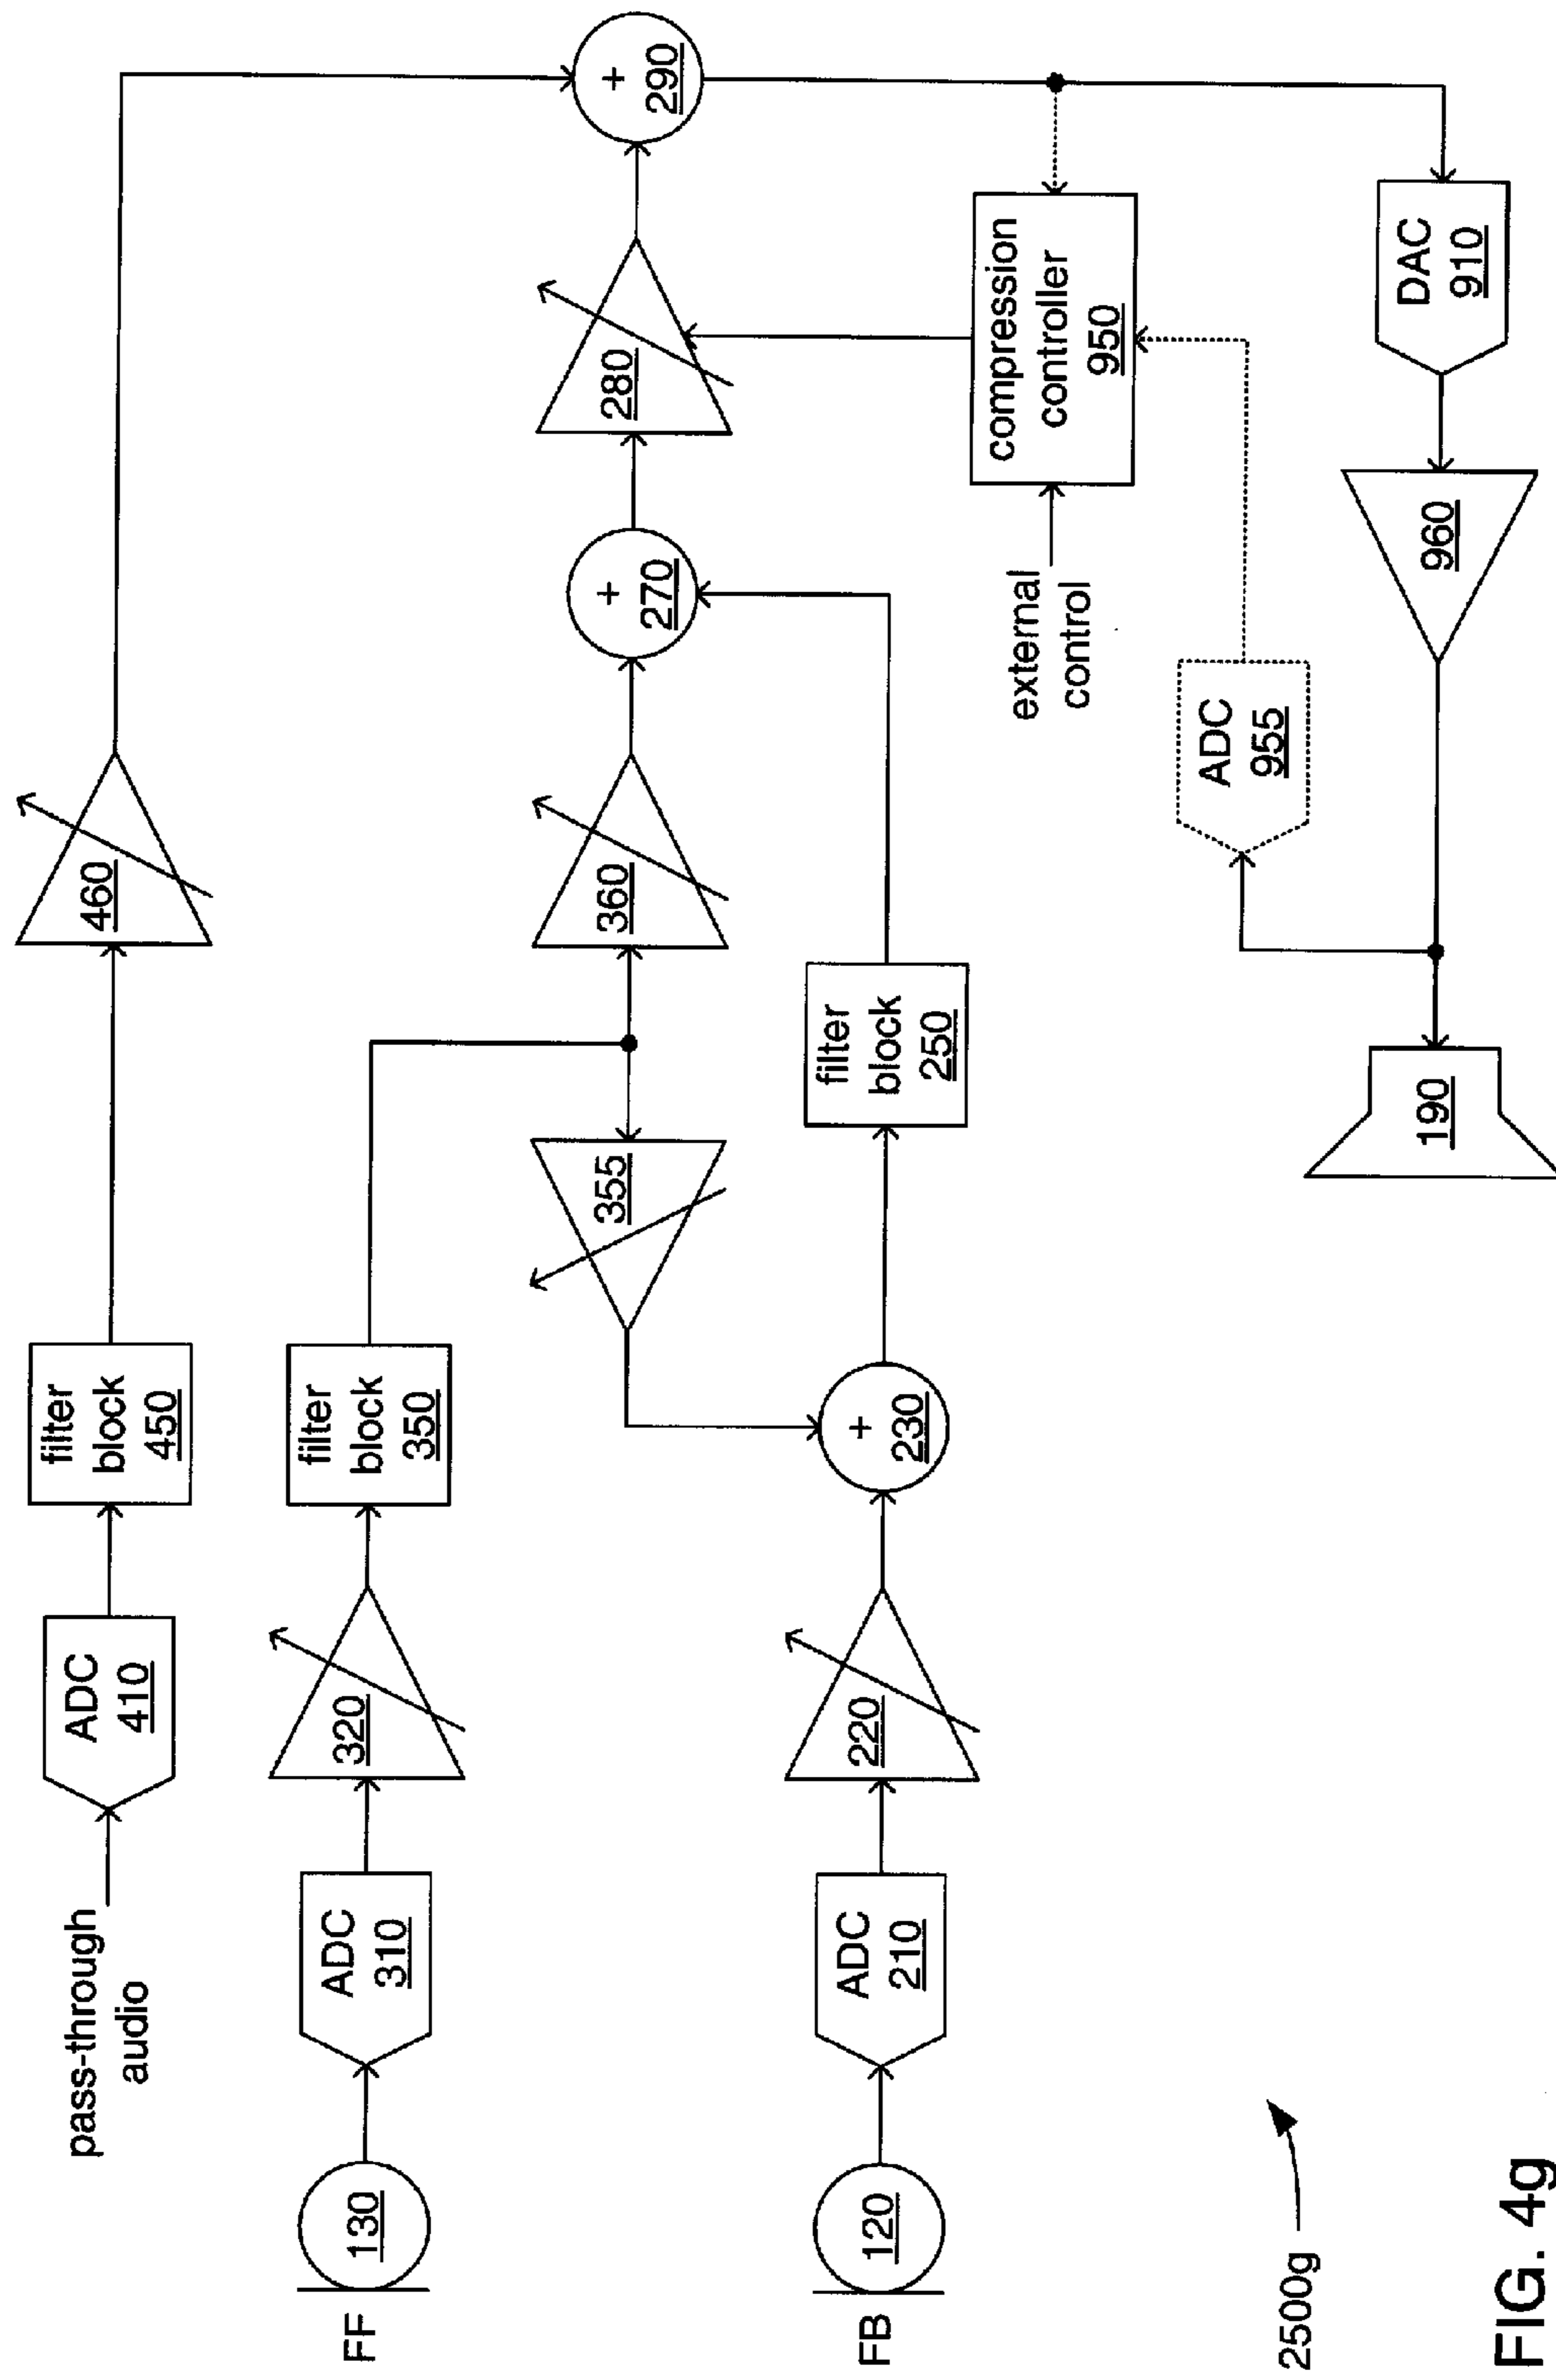 pass-through
audio
ADC
410
filter
block
450
460
FF
130
ADC
310
320
filter
block
350
355
360
+
270
280
+
290
FB
120
ADC
210
220
+
230
filter
block
250
external
control
compression
controller
950
ADC
955
190
960
DAC
910
2500g
FIG. 4g